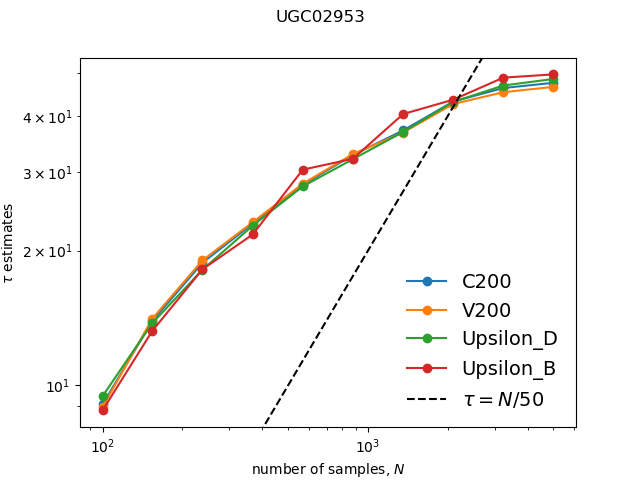 UGC02953
τ estimates
4 × 10¹
3 × 10¹
2 × 10¹
10¹
C200
V200
Upsilon_D
Upsilon_B
τ = N/50
10² 10³
number of samples, N